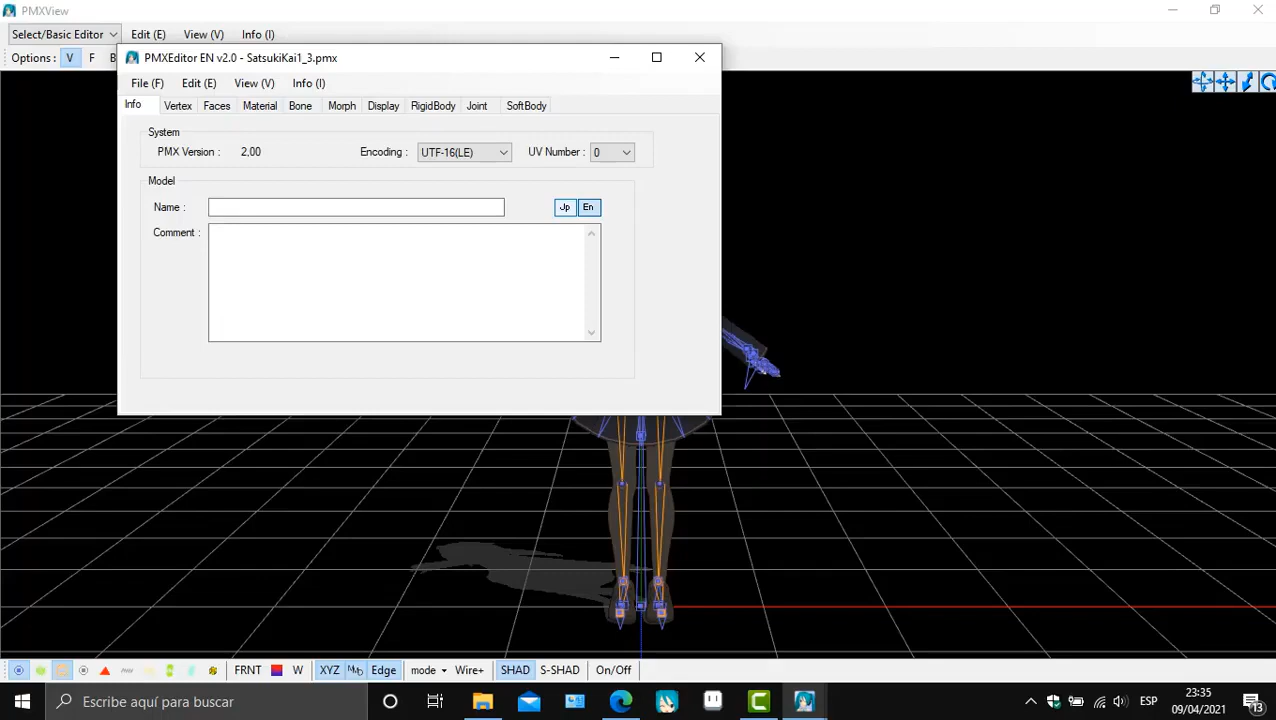 PMXView
Select/Basic Editor Edit (E) View (V) Info (I)
Options : V F B
PMXEditor EN v2.0 - SatsukiKai1_3.pmx
File (F) Edit (E) View (V) Info (I)
Info Vertex Faces Material Bone Morph Display RigidBody Joint SoftBody
System
PMX Version : 2,00 Encoding : UTF-16(LE) UV Number : 0
Model
Name : Jp En
Comment :
FRNT W XYZ Edge mode Wire+ SHAD S-SHAD On/Off
Escribe aquí para buscar
ESP
23:35
09/04/2021
13